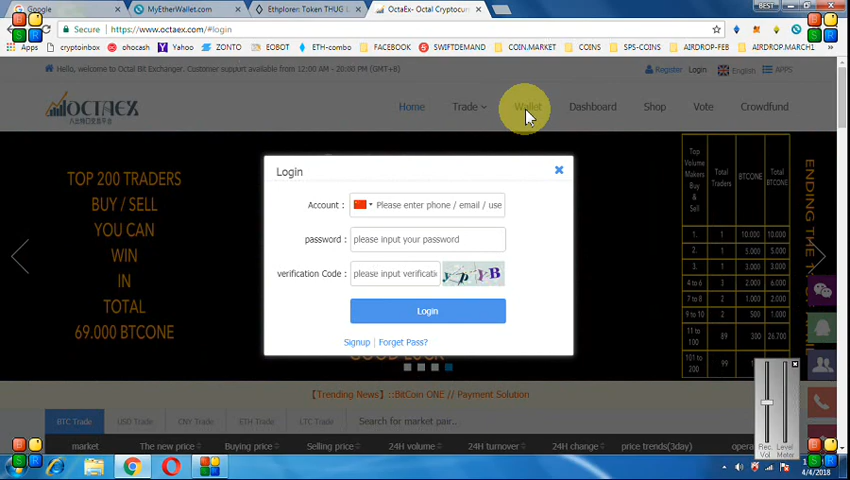 Google
MyEtherWallet.com
Ethplorer: Token THUG L
OctaEx- Octal Cryptocur
BEST
Secure
https://www.octaex.com/#login
Apps
cryptoinbox
ohocash
Yahoo
ZONTO
EOBOT
ETH-combo
FACEBOOK
SWIFTDEMAND
COIN.MARKET
COINS
SPS-COINS
AIRDROP-FEB
AIRDROP.MARCH1
Hello, welcome to Octal Bit Exchanger. Customer support available from 12:00 AM - 20:00 PM (GMT+8)
Register
Login
English
APPS
OCTAEX
Home
Trade
Wallet
Dashboard
Shop
Vote
Crowdfund
TOP 200 TRADERS
BUY / SELL
YOU CAN
WIN
IN
TOTAL
69.000 BTCONE
Login
Account :
Please enter phone / email / use
password :
please input your password
verification Code :
please input verificatio
ypyB
Login
Signup | Forget Pass?
GOOD LUCK
Top Volume Makers Buy & Sell
Total Traders
BTCONE
Total BTCONE
1.
1
10.000
10.000
2.
1
5.000
3.
1
3.000
4 to 6
3
2.000
7 to 8
2
1.000
9 to 10
2
500
1.000
11 to 100
89
300
26.700
101 to 200
99
ENDING
【Trending News】::BitCoin ONE // Payment Solution
BTC Trade
USD Trade
CNY Trade
ETH Trade
LTC Trade
Search for market pair...
market
The new price
Buying price
Selling price
24H volume
24H turnover
24H change
price trends(3day)
opera
Rec. Vol
Level Meter
4/4/2018